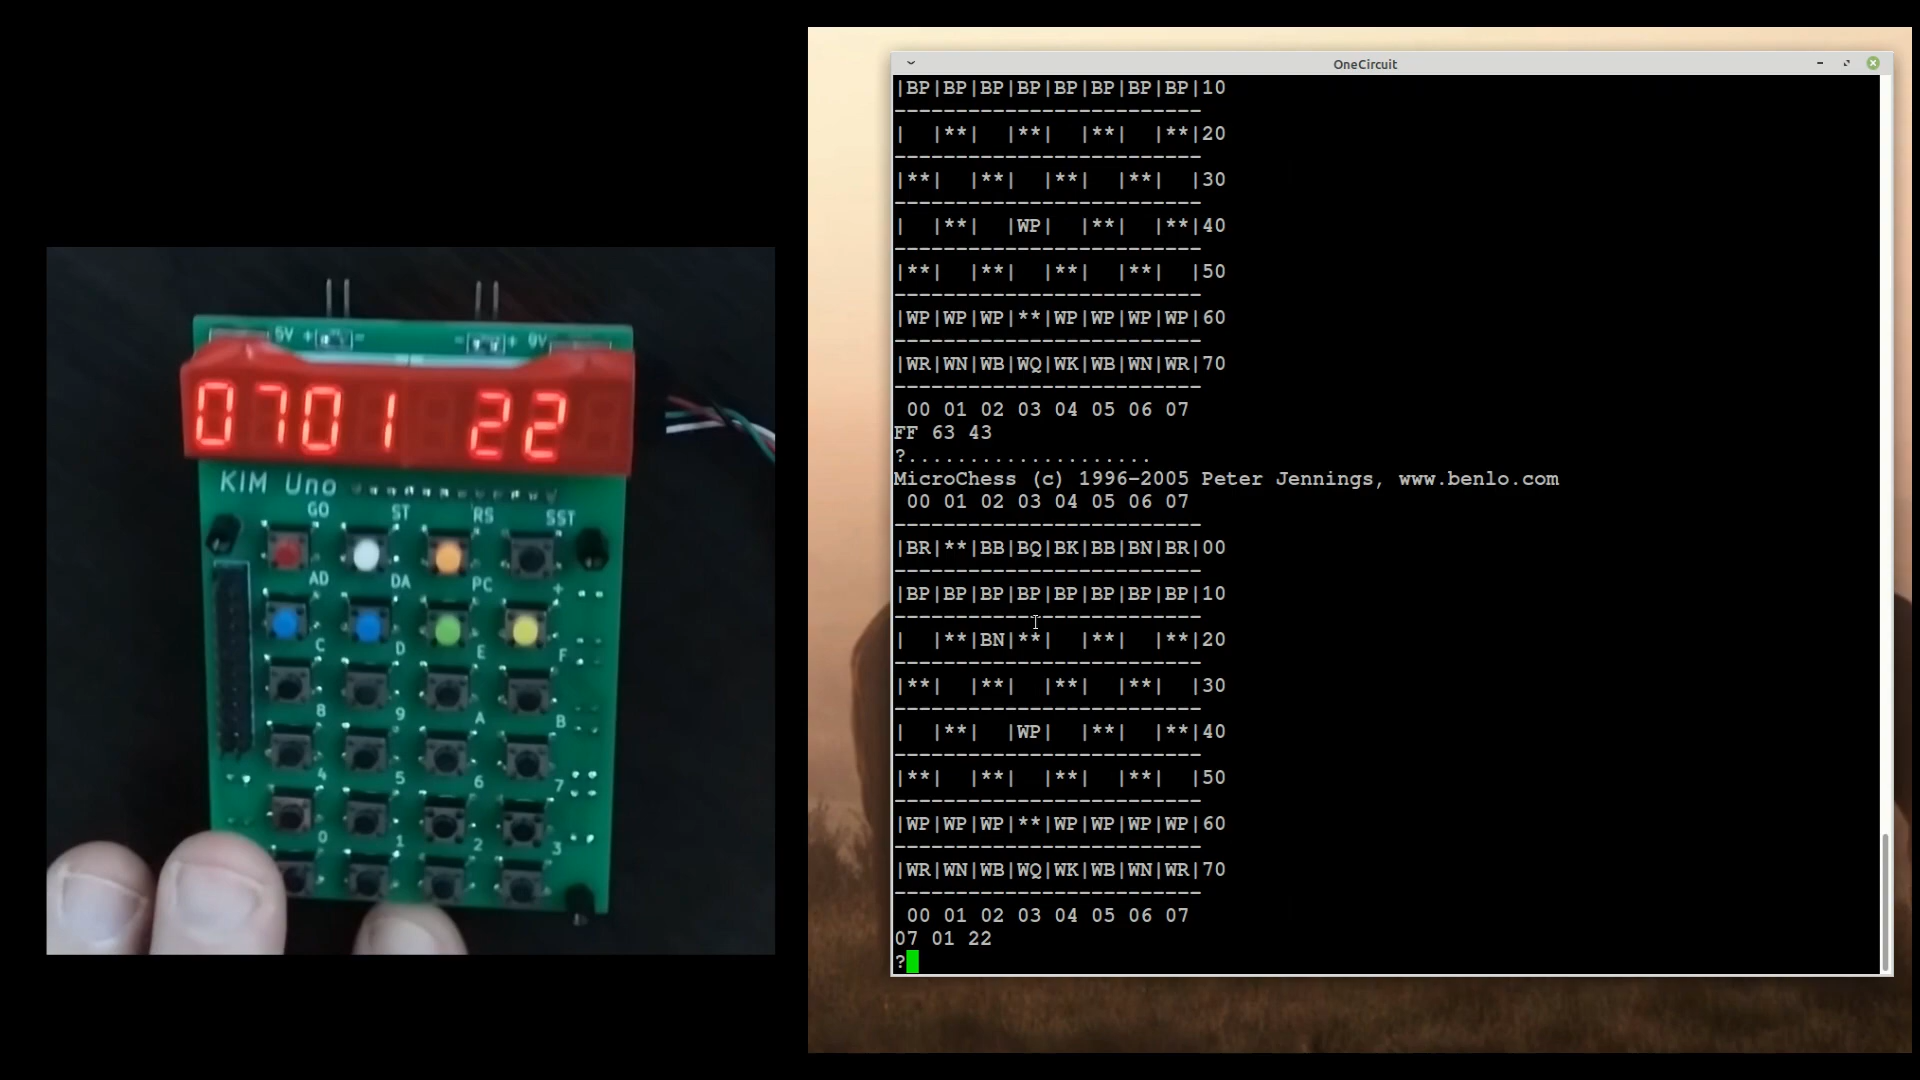 5V + - - + 9V
0701 22
KIM Uno
GO ST RS SST
AD DA PC +
C D E F
8 9 A B
4 5 6 7
0 1 2 3
OneCircuit
|BP|BP|BP|BP|BP|BP|BP|BP|10
-------------------------
|  |**|  |**|  |**|  |**|20
-------------------------
|**|  |**|  |**|  |**|  |30
-------------------------
|  |**|  |WP|  |**|  |**|40
-------------------------
|**|  |**|  |**|  |**|  |50
-------------------------
|WP|WP|WP|**|WP|WP|WP|WP|60
-------------------------
|WR|WN|WB|WQ|WK|WB|WN|WR|70
-------------------------
 00 01 02 03 04 05 06 07
FF 63 43
?....................
MicroChess (c) 1996-2005 Peter Jennings, www.benlo.com
 00 01 02 03 04 05 06 07
-------------------------
|BR|**|BB|BQ|BK|BB|BN|BR|00
-------------------------
|BP|BP|BP|BP|BP|BP|BP|BP|10
-------------------------
|  |**|BN|**|  |**|  |**|20
-------------------------
|**|  |**|  |**|  |**|  |30
-------------------------
|  |**|  |WP|  |**|  |**|40
-------------------------
|**|  |**|  |**|  |**|  |50
-------------------------
|WP|WP|WP|**|WP|WP|WP|WP|60
-------------------------
|WR|WN|WB|WQ|WK|WB|WN|WR|70
-------------------------
 00 01 02 03 04 05 06 07
07 01 22
?